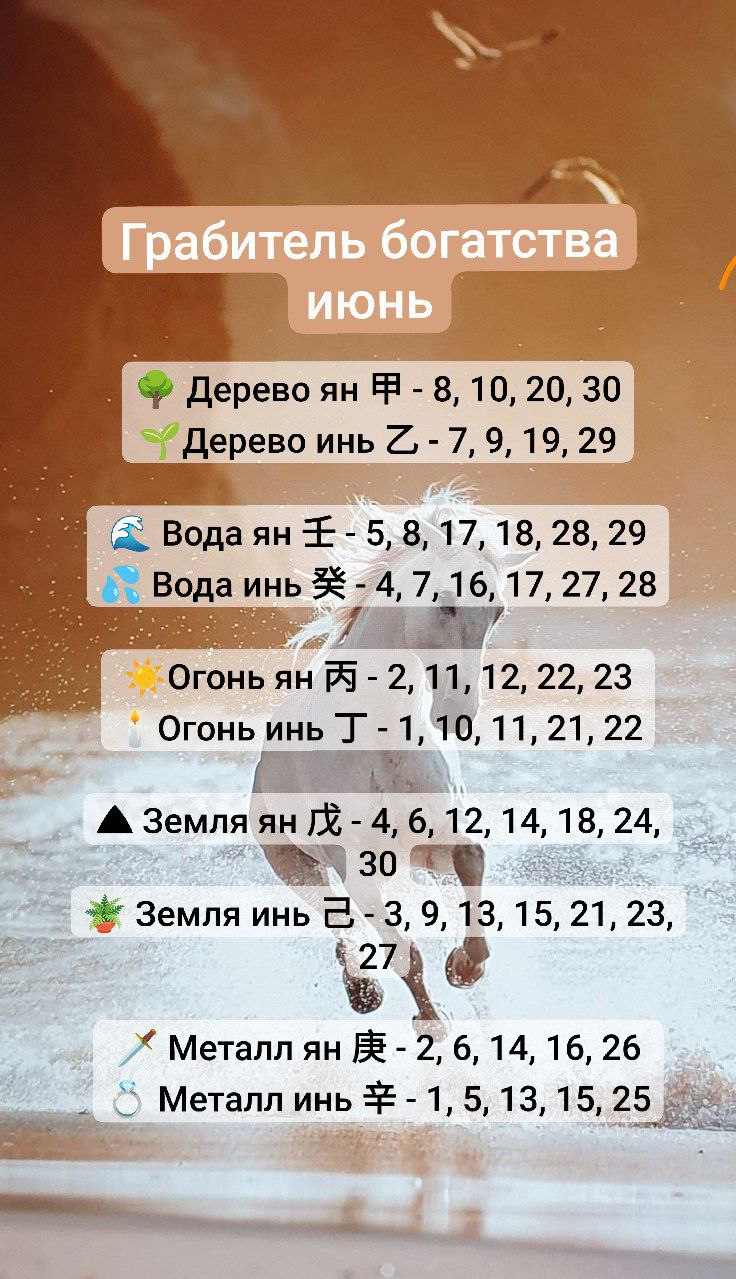 Грабитель богатства
июнь
🌳 Дерево ян 甲 - 8, 10, 20, 30
🌱Дерево инь 乙 - 7, 9, 19, 29
🌊 Вода ян 壬 - 5, 8, 17, 18, 28, 29
💦 Вода инь 癸 - 4, 7, 16, 17, 27, 28
☀️Огонь ян 丙 - 2, 11, 12, 22, 23
🕯️ Огонь инь 丁 - 1, 10, 11, 21, 22
▲ Земля ян 戊 - 4, 6, 12, 14, 18, 24,
30
🪴 Земля инь 己 - 3, 9, 13, 15, 21, 23,
27
🗡️ Металл ян 庚 - 2, 6, 14, 16, 26
💍 Металл инь 辛 - 1, 5, 13, 15, 25